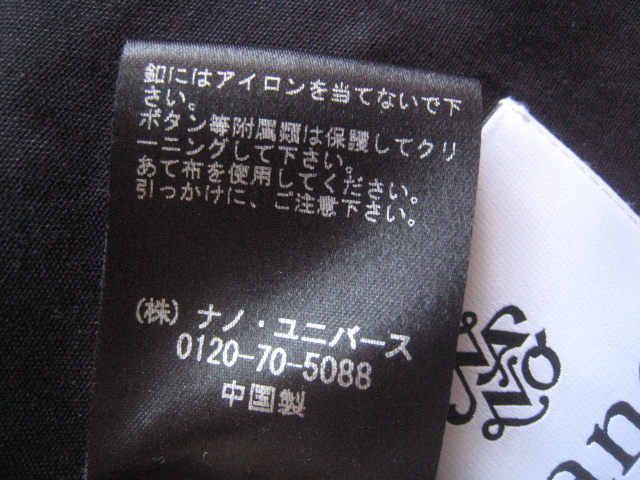 釦にはアイロンを当てないで下
さい。
ボタン等附属類は保護してクリ
ーニングして下さい。
あて布を使用してください。
引っかけに、ご注意下さい。
(株) ナノ・ユニバース
0120-70-5088
中国製